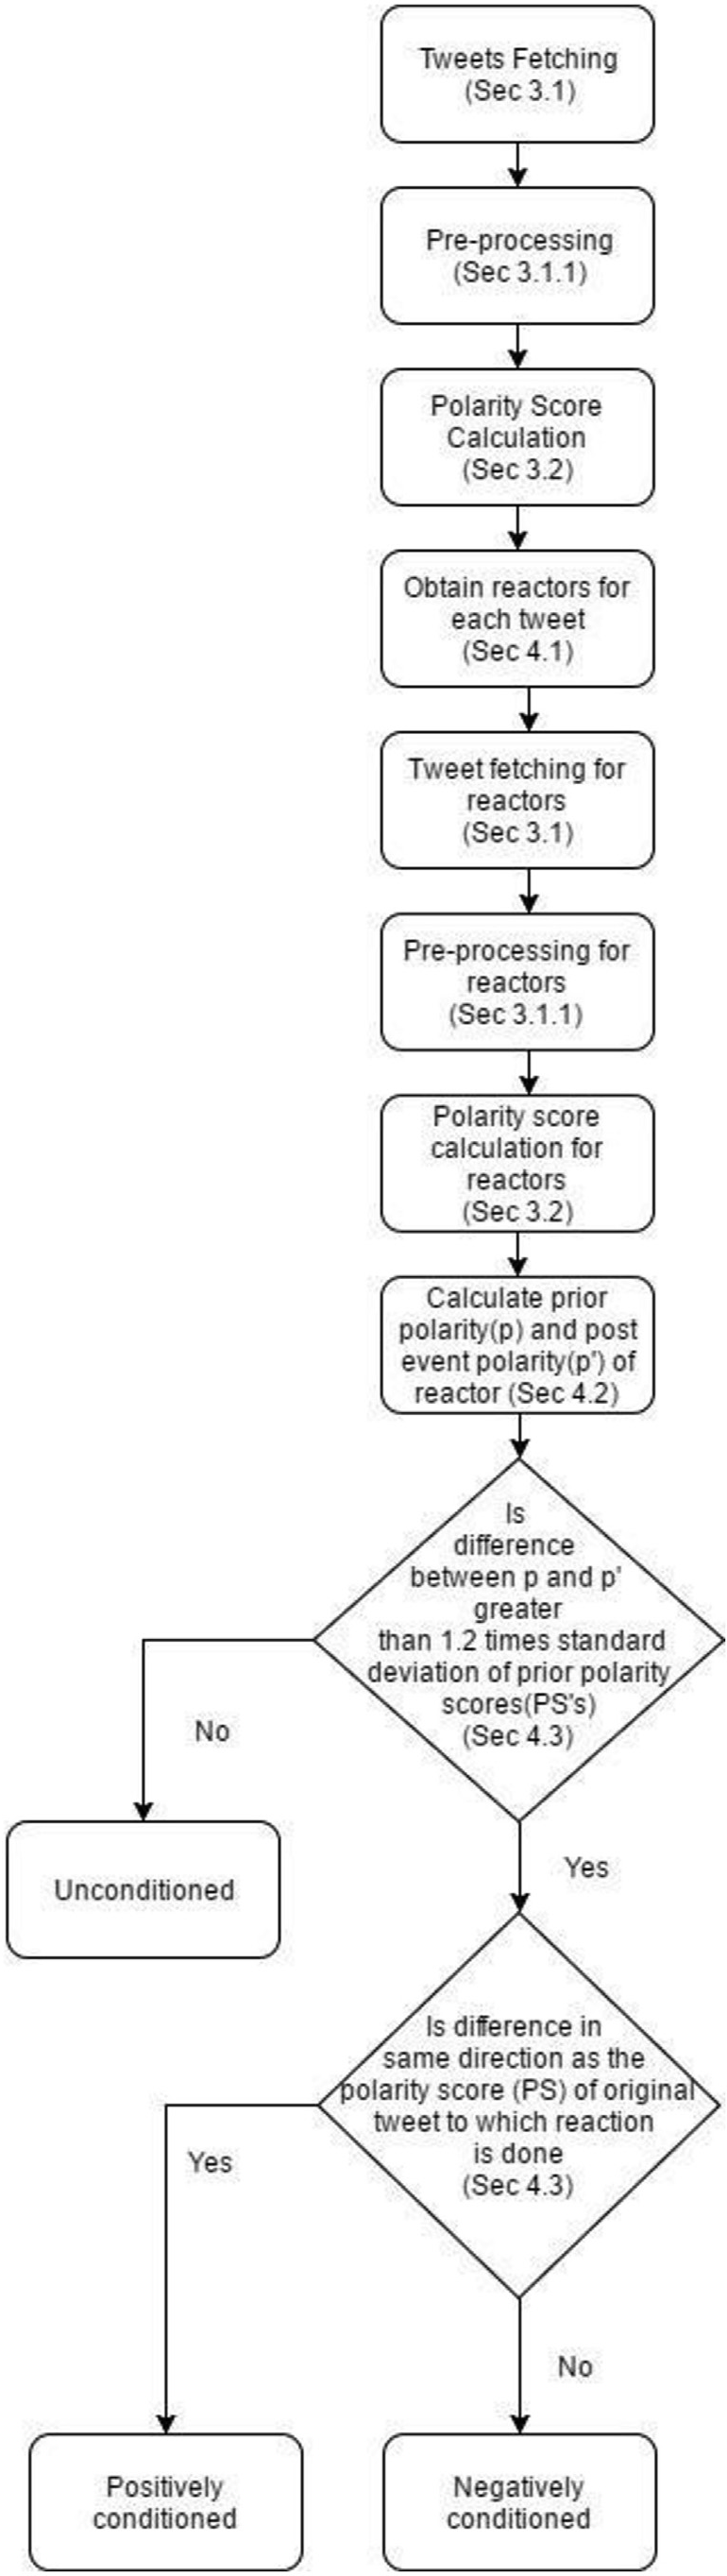 Tweets Fetching
(Sec 3.1)
Pre-processing
(Sec 3.1.1)
Polarity Score
Calculation
(Sec 3.2)
Obtain reactors for
each tweet
(Sec 4.1)
Tweet fetching for
reactors
(Sec 3.1)
Pre-processing for
reactors
(Sec 3.1.1)
Polarity score
calculation for
reactors
(Sec 3.2)
Calculate prior
polarity(p) and post
event polarity(p') of
reactor (Sec 4.2)
Is
difference
between p and p'
greater
than 1.2 times standard
deviation of prior polarity
scores(PS's)
(Sec 4.3)
No
Yes
Unconditioned
Is difference in
same direction as the
polarity score (PS) of original
tweet to which reaction
is done
(Sec 4.3)
Yes
No
Positively
conditioned
Negatively
conditioned